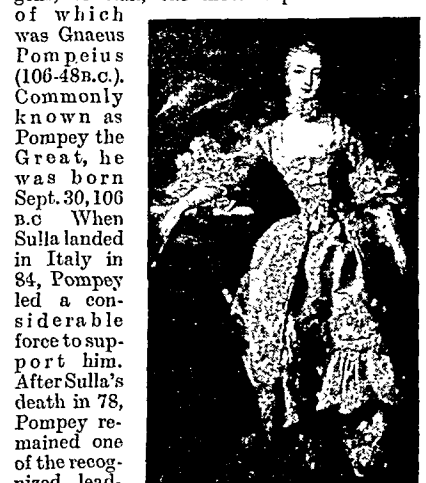 of which
was Gnaeus
Pompeius
(106-48B.C.).
Commonly
known as
Pompey the
Great, he
was born
Sept. 30, 106
B.C When
Sulla landed
in Italy in
84, Pompey
led a con-
siderable
force to sup-
port him.
After Sulla's
death in 78,
Pompey re-
mained one
of the recog-